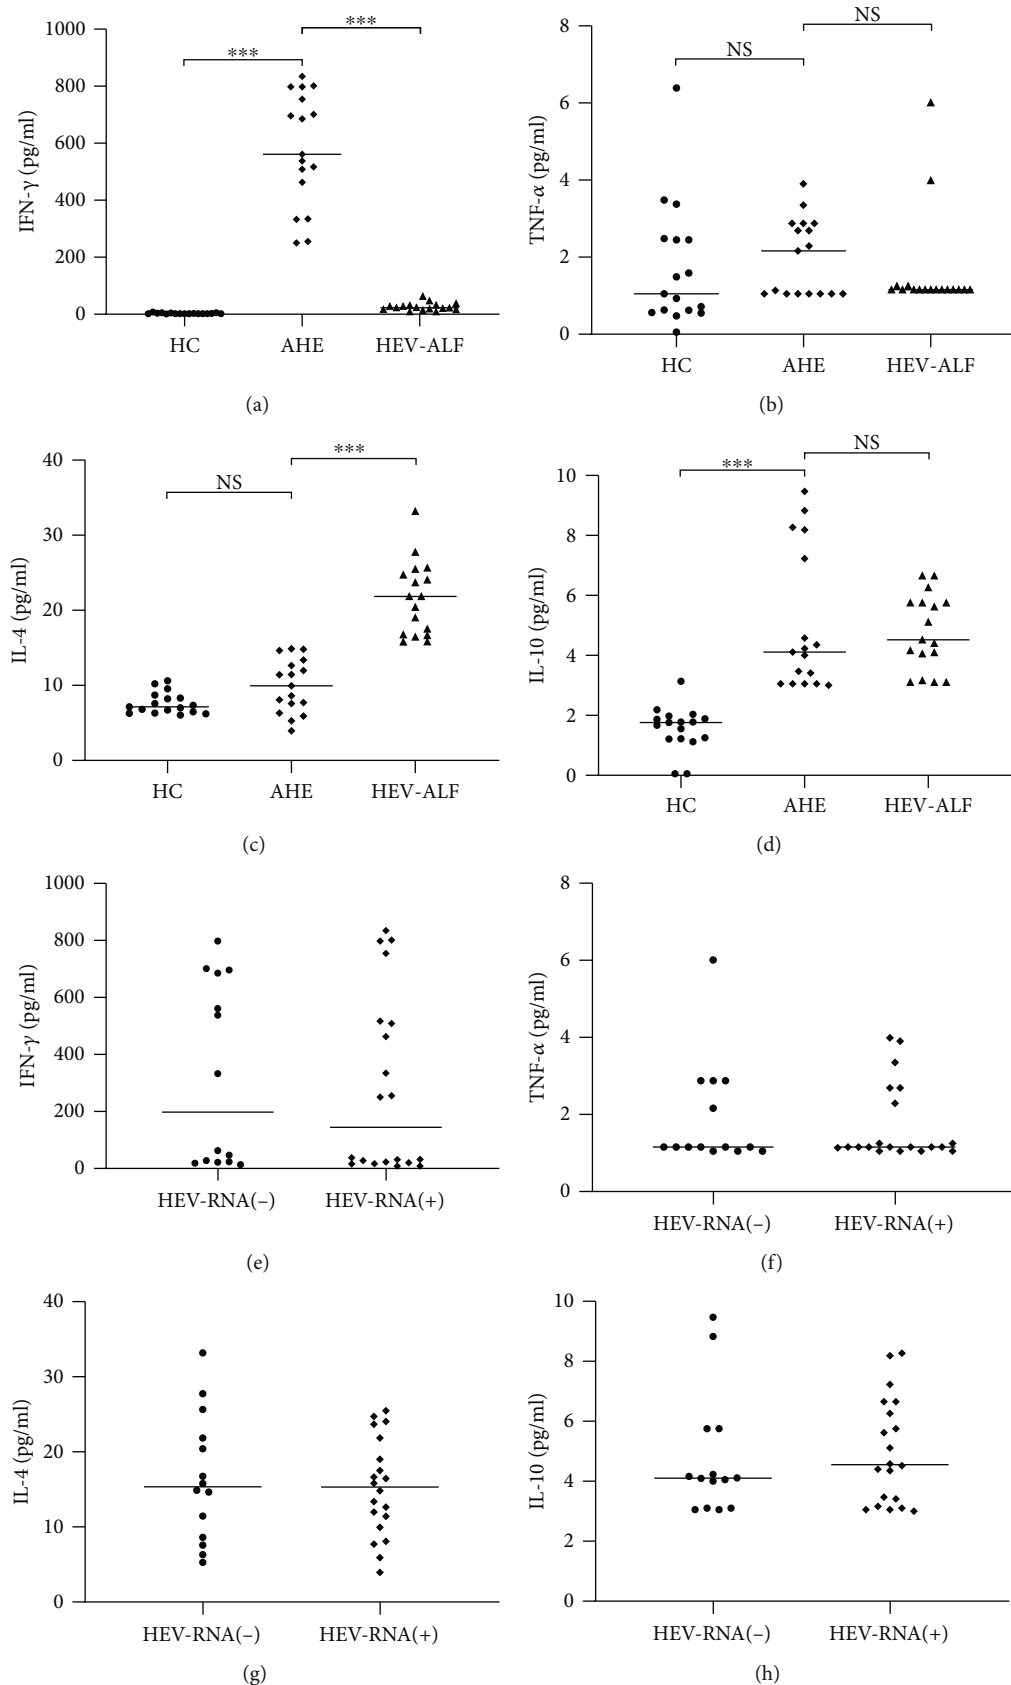 1000
800
600
400
200
0
IFN-γ (pg/ml)
***
***
HC
AHE
HEV-ALF
(a)
8
6
4
2
0
TNF-α (pg/ml)
NS
NS
HC
AHE
HEV-ALF
(b)
40
30
20
10
0
IL-4 (pg/ml)
NS
***
HC
AHE
HEV-ALF
(c)
10
8
6
4
2
0
IL-10 (pg/ml)
***
NS
HC
AHE
HEV-ALF
(d)
1000
800
600
400
200
0
IFN-γ (pg/ml)
HEV-RNA(–)
HEV-RNA(+)
(e)
8
6
4
2
0
TNF-α (pg/ml)
HEV-RNA(–)
HEV-RNA(+)
(f)
40
30
20
10
0
IL-4 (pg/ml)
HEV-RNA(–)
HEV-RNA(+)
(g)
10
8
6
4
2
0
IL-10 (pg/ml)
HEV-RNA(–)
HEV-RNA(+)
(h)